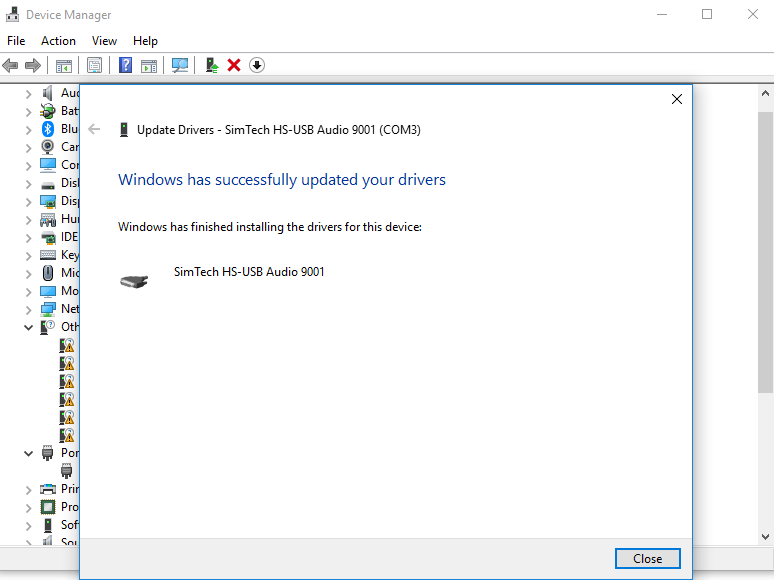 Device Manager
File Action View Help
Update Drivers - SimTech HS-USB Audio 9001 (COM3)
Windows has successfully updated your drivers
Windows has finished installing the drivers for this device:
SimTech HS-USB Audio 9001
Auc
Bat
Blu
Car
Cor
Disl
Disp
Hur
IDE
Key
Mic
Mo
Net
Oth
Por
Prir
Pro
Sof
Sou
Close